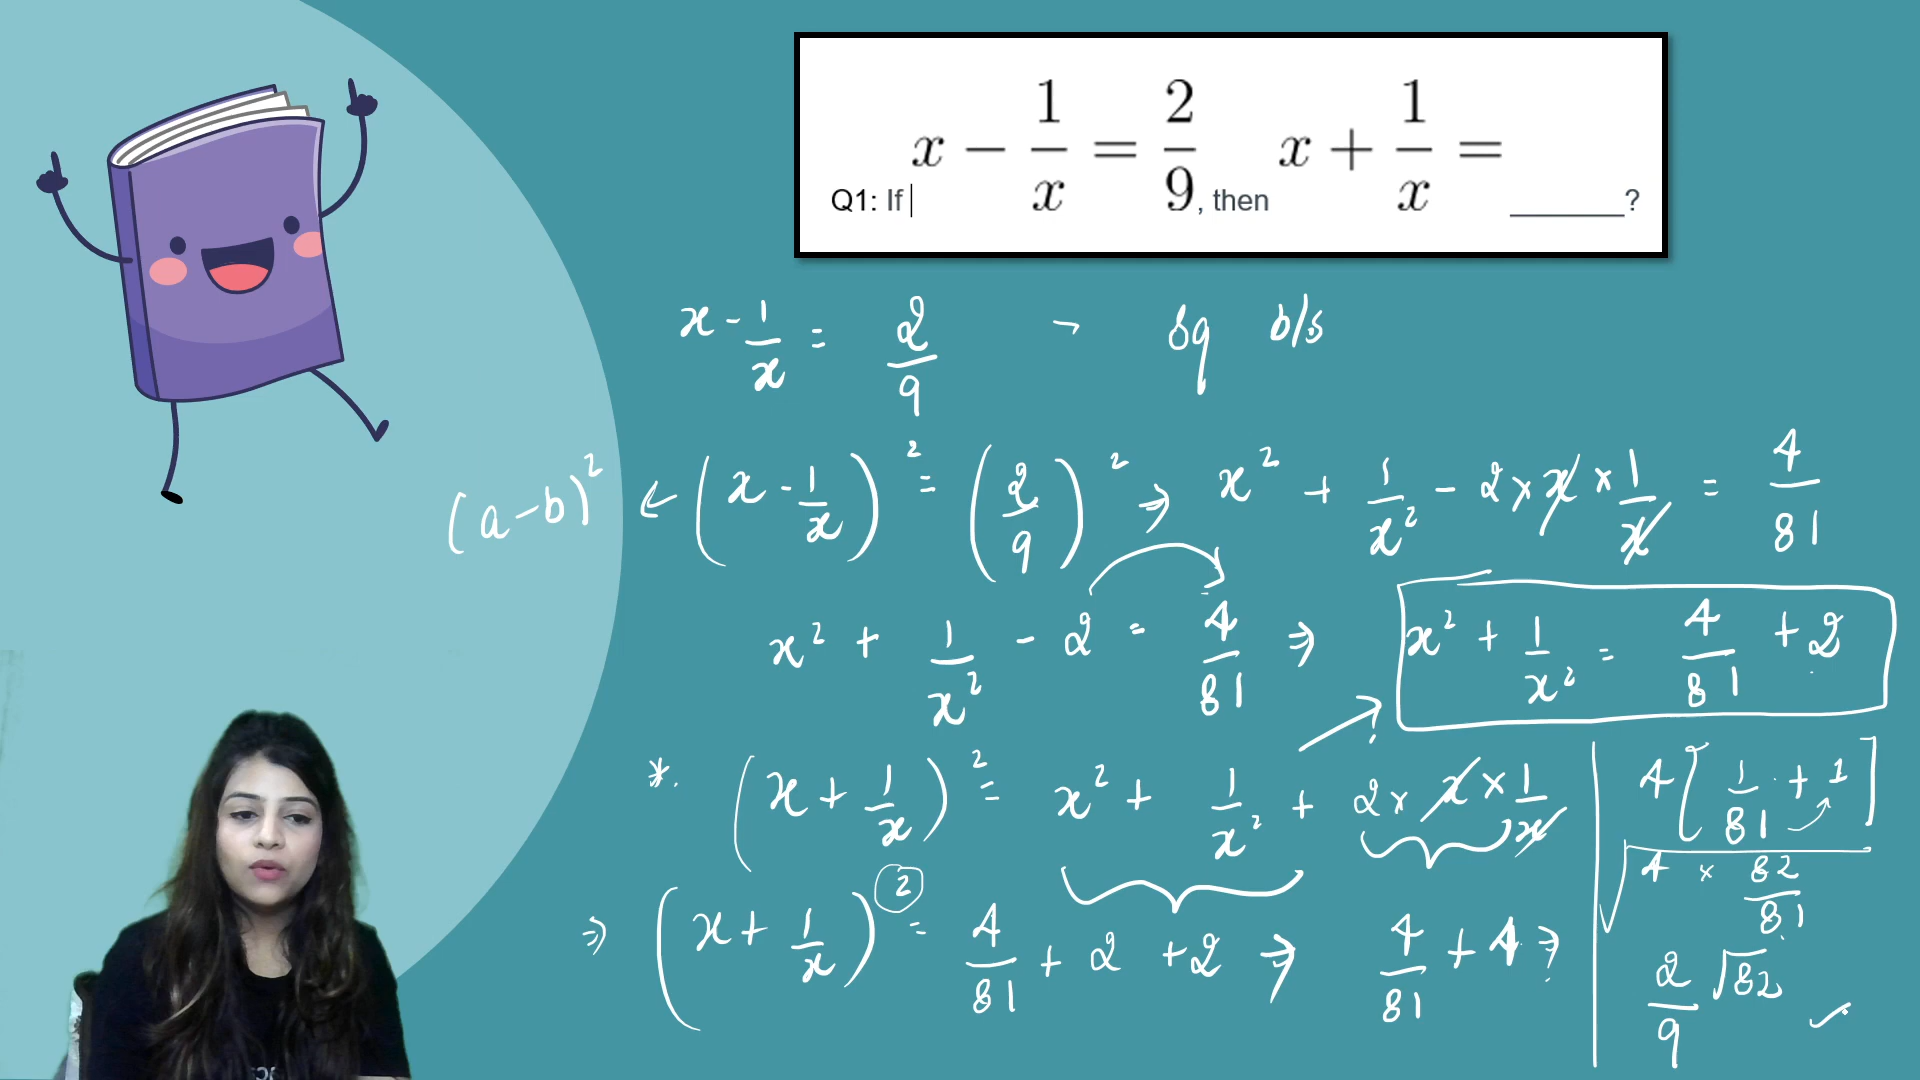 Q1: If x - 1/x = 2/9, then x + 1/x = ________?
x - 1/x = 2/9 → sq b/s
(a-b)² ← (x - 1/x)² = (2/9)² ⇒ x² + 1/x² - 2 × x × 1/x = 4/81
x² + 1/x² - 2 = 4/81 ⇒ x² + 1/x² = 4/81 + 2
*. (x + 1/x)² = x² + 1/x² + 2 × x × 1/x
⇒ (x + 1/x)² = 4/81 + 2 + 2 ⇒ 4/81 + 4 ⇒
4[1/81 + 1]
√4 × 82/81
2/9 √82 ✓